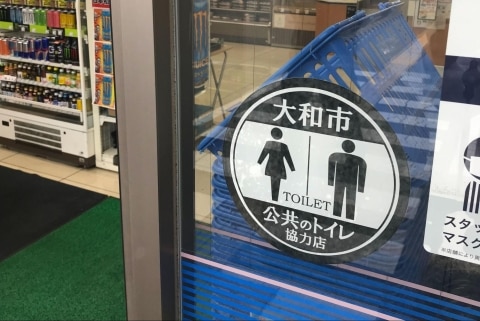 大和市
TOILET
公共のトイレ
協力店
スタッ
マスク